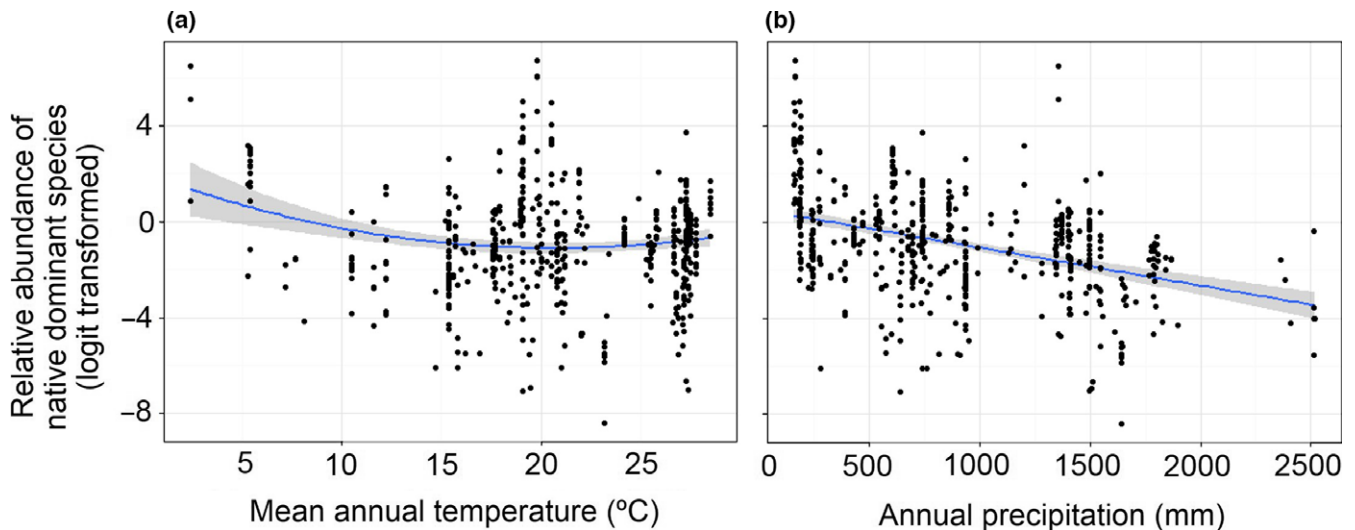 (a)
(b)
Relative abundance of
native dominant species
(logit transformed)
4
0
−4
−8
5
10
15
20
25
0
500
1000
1500
2000
2500
Mean annual temperature (ºC)
Annual precipitation (mm)